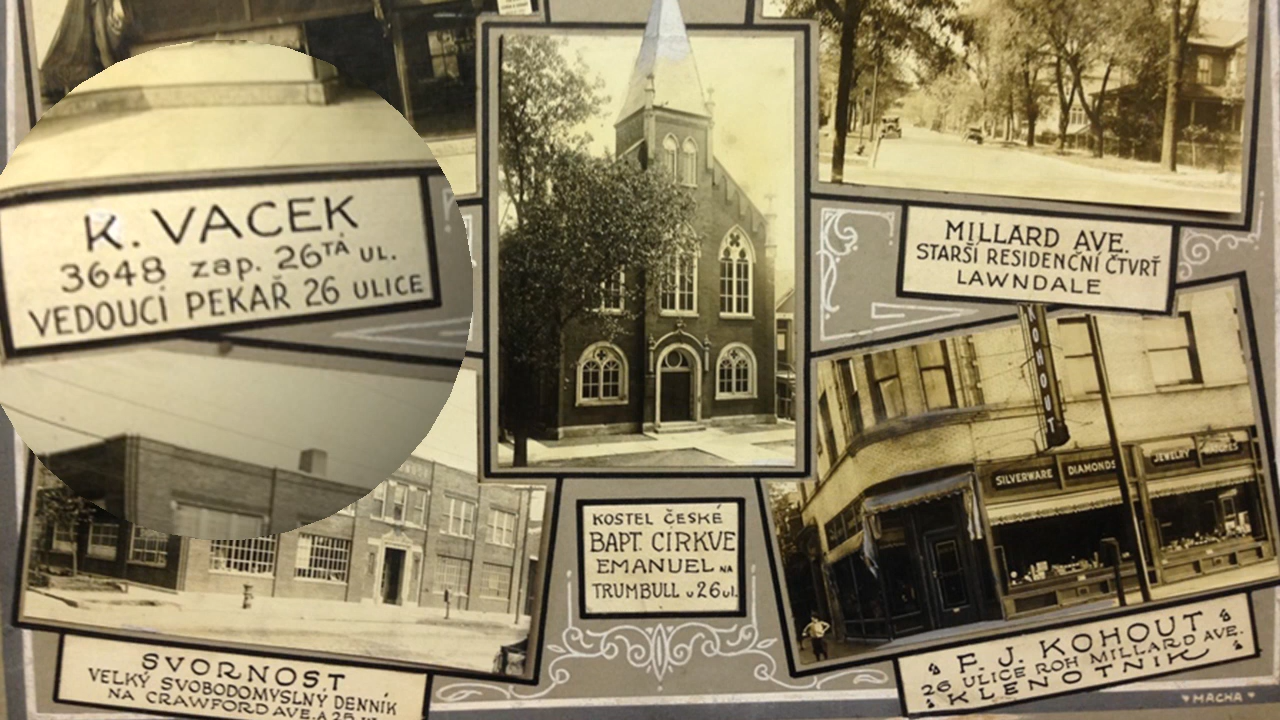 K. VACEK
3648 zap. 26TÁ UL.
VEDOUCÍ PEKAŘ 26 ULICE
MILLARD AVE.
STARŠÍ RESIDENČNÍ ČTVRŤ
LAWNDALE
KOHOUT
SILVERWARE DIAMONDS JEWELRY
KOSTEL ČESKÉ
BAPT. CÍRKVE
EMANUEL NA
TRUMBULL u 26 ul.
SVORNOST
VELKÝ SVOBODOMYSLNÝ DENNÍK
NA CRAWFORD AVE. A
F. J. KOHOUT
26 ULICE ROH MILLARD AVE.
KLENOTNÍK
MACHA